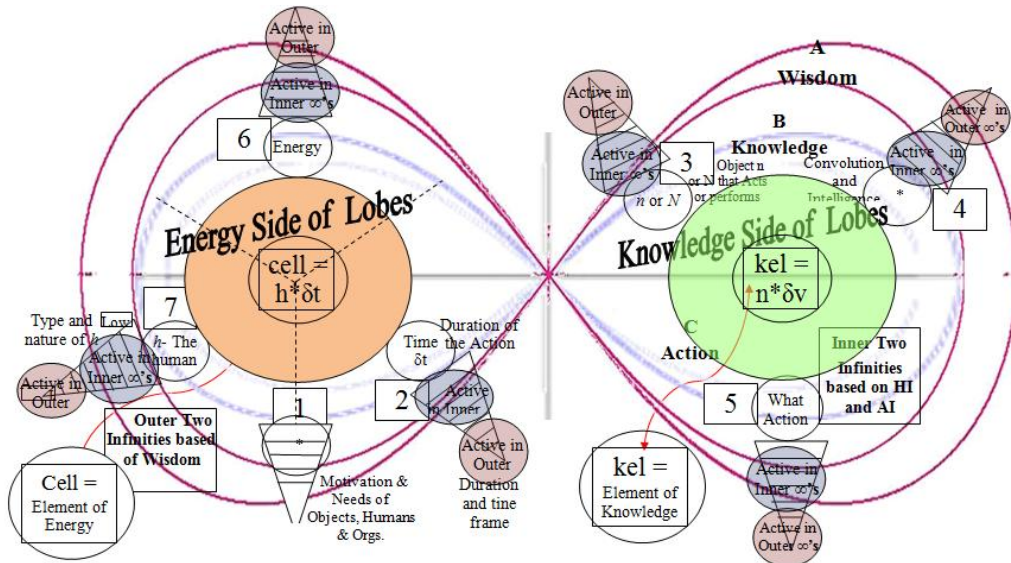 Active in
Outer
Active in
Inner ∞'s
6
Energy
Energy Side of Lobes
cell =
h*δt
7
Type and
nature of h
Low
h- The
human
Active in
Inner ∞'s
Active in
Outer
Outer Two
Infinities based
of Wisdom
Cell =
Element of
Energy
1
*
Motivation &
Needs of
Objects, Humans
& Orgs.
Time
δt
Duration of
the Action
2
Active
in Inner
Active in
Outer
Duration
and tine
frame
A
Wisdom
B
Knowledge
Active in
Outer
Active in
Inner ∞'s
3
n or N
Object n
or N that Acts
or performs
Convolution
and
Intelligence
*
Active in
Outer ∞'s
Active in
Inner ∞'s
4
Knowledge Side of Lobes
kel =
n*δv
C
Action
Inner Two
Infinities
based on HI
and AI
5
What
Action
kel =
Element of
Knowledge
Active in
Inner ∞'s
Active in
Outer ∞'s